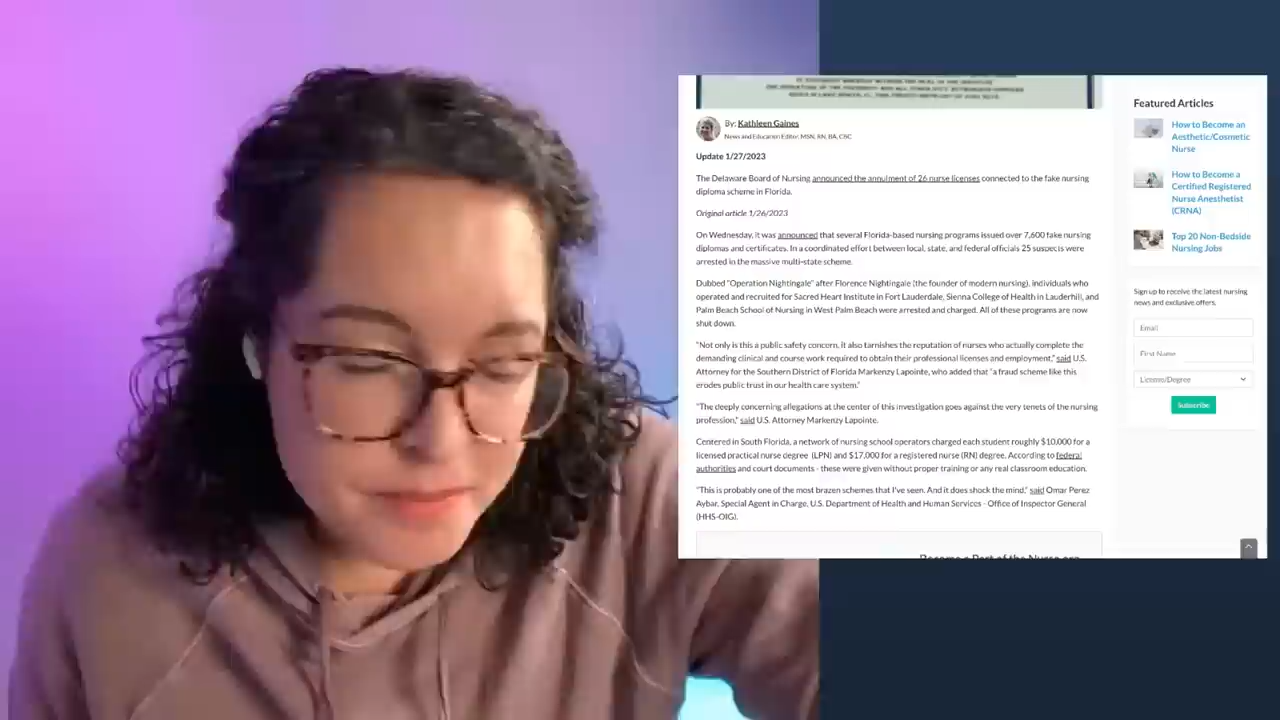 By: Kathleen Gaines
News and Education Editor, MSN, RN, BA, CBC
Update 1/27/2023
The Delaware Board of Nursing announced the annulment of 26 nurse licenses connected to the fake nursing
diploma scheme in Florida.
Original article 1/26/2023
On Wednesday, it was announced that several Florida-based nursing programs issued over 7,600 fake nursing
diplomas and certificates. In a coordinated effort between local, state, and federal officials 25 suspects were
arrested in the massive multi-state scheme.
Dubbed "Operation Nightingale" after Florence Nightingale (the founder of modern nursing), individuals who
operated and recruited for Sacred Heart Institute in Fort Lauderdale, Sienna College of Health in Lauderhill, and
Palm Beach School of Nursing in West Palm Beach were arrested and charged. All of these programs are now
shut down.
"Not only is this a public safety concern, it also tarnishes the reputation of nurses who actually complete the
demanding clinical and course work required to obtain their professional licenses and employment," said U.S.
Attorney for the Southern District of Florida Markenzy Lapointe, who added that "a fraud scheme like this
erodes public trust in our health care system."
"The deeply concerning allegations at the center of this investigation goes against the very tenets of the nursing
profession," said U.S. Attorney Markenzy Lapointe.
Centered in South Florida, a network of nursing school operators charged each student roughly $10,000 for a
licensed practical nurse degree (LPN) and $17,000 for a registered nurse (RN) degree. According to federal
authorities and court documents - these were given without proper training or any real classroom education.
"This is probably one of the most brazen schemes that I've seen. And it does shock the mind," said Omar Perez
Aybar, Special Agent in Charge, U.S. Department of Health and Human Services - Office of Inspector General
(HHS-OIG).
Become a Part of the Nurse.org
Featured Articles
How to Become an
Aesthetic/Cosmetic
Nurse
How to Become a
Certified Registered
Nurse Anesthetist
(CRNA)
Top 20 Non-Bedside
Nursing Jobs
Sign up to receive the latest nursing
news and exclusive offers.
Email
First Name
License/Degree
Subscribe